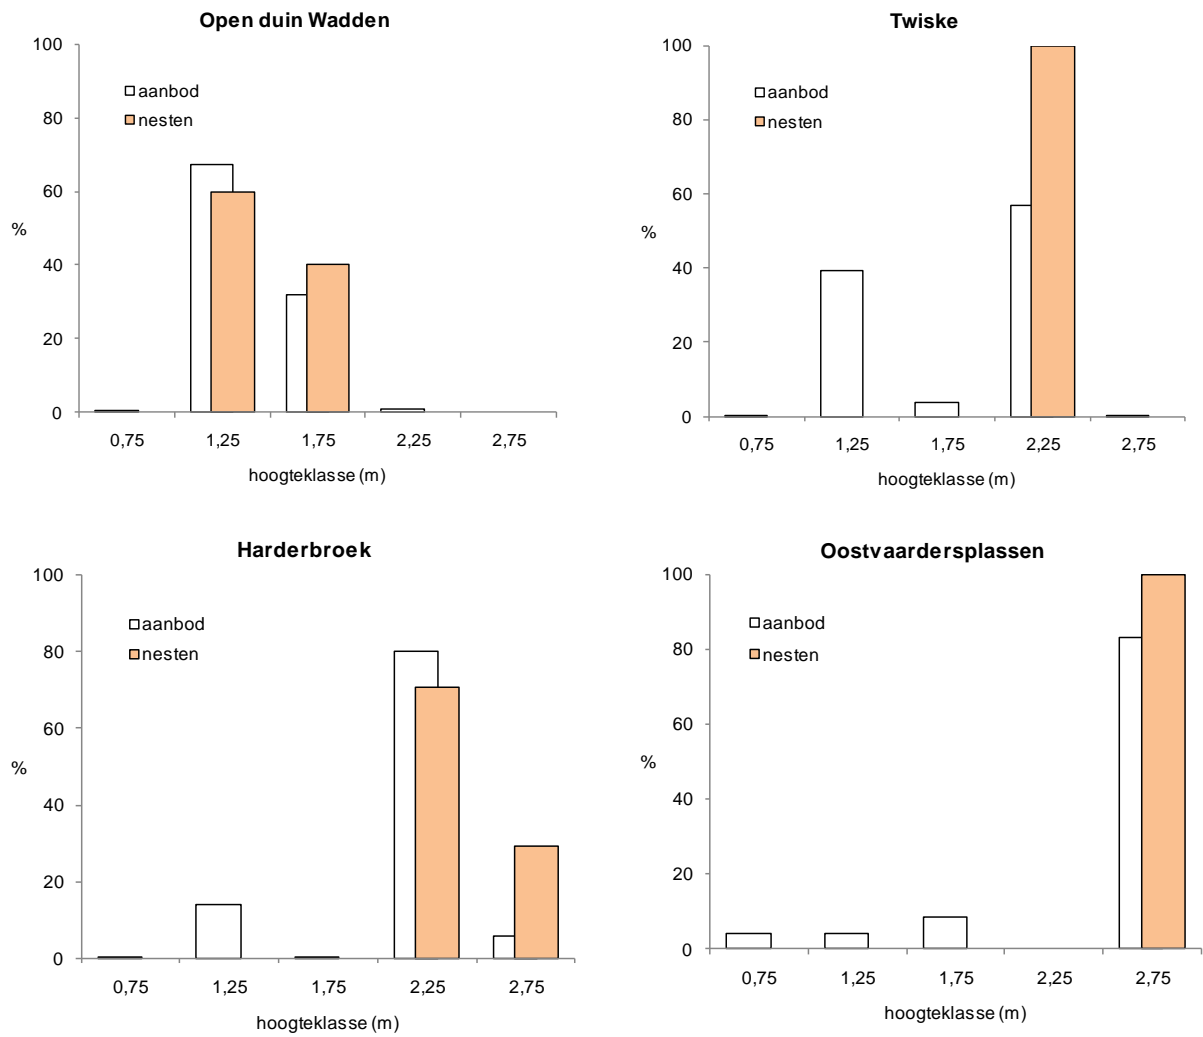 Open duin Wadden
100
80
60
40
20
0
%
aanbod
nesten
0,75 1,25 1,75 2,25 2,75
hoogteklasse (m)
Twiske
100
80
60
40
20
0
%
aanbod
nesten
0,75 1,25 1,75 2,25 2,75
hoogteklasse (m)
Harderbroek
100
80
60
40
20
0
%
aanbod
nesten
0,75 1,25 1,75 2,25 2,75
hoogteklasse (m)
Oostvaardersplassen
100
80
60
40
20
0
%
aanbod
nesten
0,75 1,25 1,75 2,25 2,75
hoogteklasse (m)